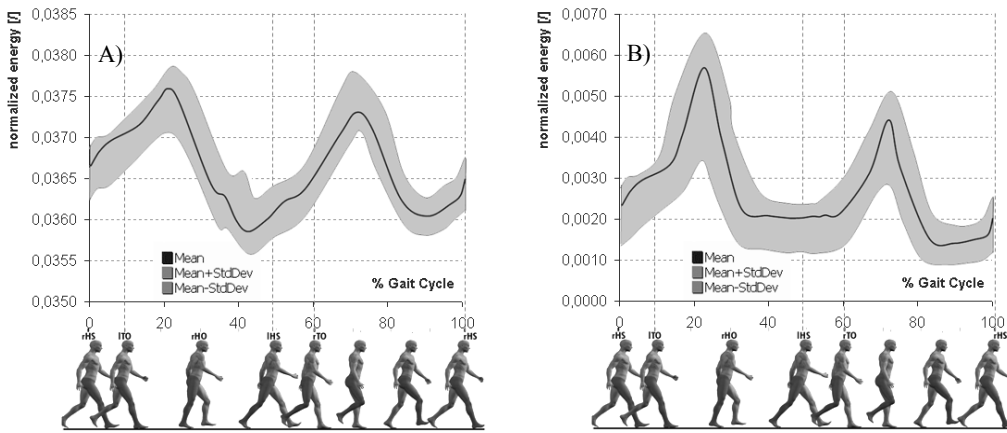 normalized energy [/]
A)
0,0385
0,0380
0,0375
0,0370
0,0365
0,0360
0,0355
0,0350
Mean
Mean+StdDev
Mean-StdDev
% Gait Cycle
0 20 40 60 80 100
rHS lTO rHO lHS rTO rHS
normalized energy [/]
B)
0,0070
0,0060
0,0050
0,0040
0,0030
0,0020
0,0010
0,0000
Mean
Mean+StdDev
Mean-StdDev
% Gait Cycle
0 20 40 60 80 100
rHS lTO rHO lHS rTO rHS